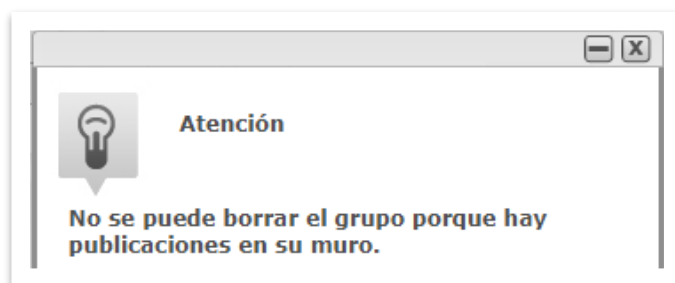 Atención
No se puede borrar el grupo porque hay
publicaciones en su muro.